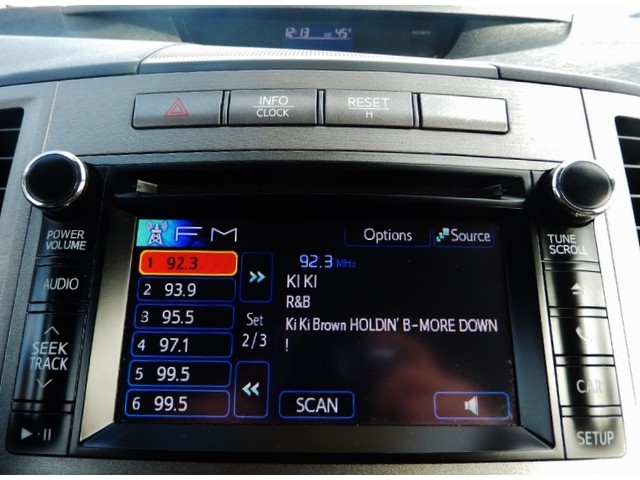 12:13 45°
INFO
CLOCK
RESET
H
POWER
VOLUME
AUDIO
SEEK
TRACK
FM
Options
Source
1 92.3
2 93.9
3 95.5
4 97.1
5 99.5
6 99.5
Set
2/3
92.3 MHz
KI KI
R&B
Ki Ki Brown HOLDIN' B-MORE DOWN
!
SCAN
TUNE
SCROLL
CAR
SETUP